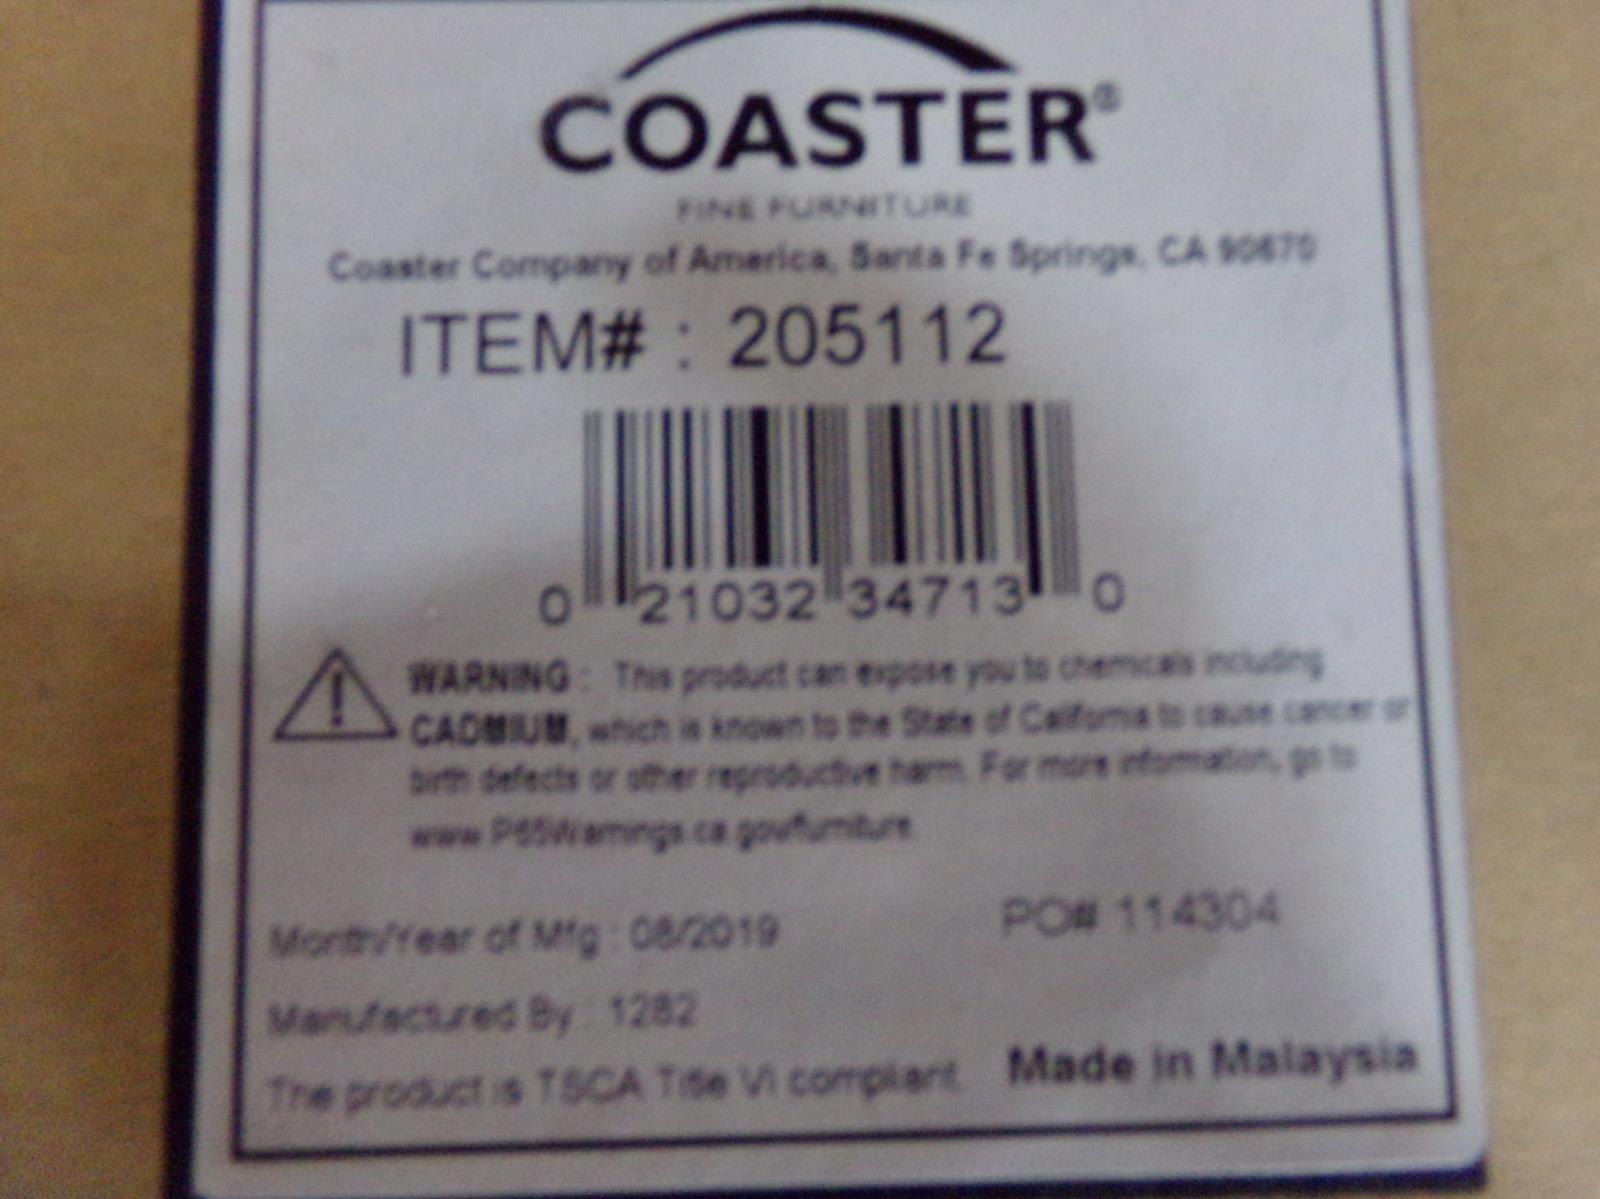 COASTER®
FINE FURNITURE
Coaster Company of America, Santa Fe Springs, CA 90670
ITEM# : 205112
0 21032 34713 0
WARNING : This product can expose you to chemicals including
CADMIUM, which is known to the State of California to cause cancer or
birth defects or other reproductive harm. For more information, go to
www.P65Warnings.ca.gov/furniture.
Month/Year of Mfg : 08/2019
PO# 114304
Manufactured By : 1282
The product is TSCA Title VI compliant.
Made in Malaysia